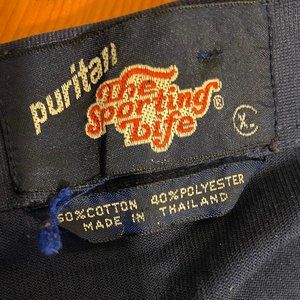 puritan
The
Sporting
Life®
XL
60%COTTON 40%POLYESTER
MADE IN THAILAND